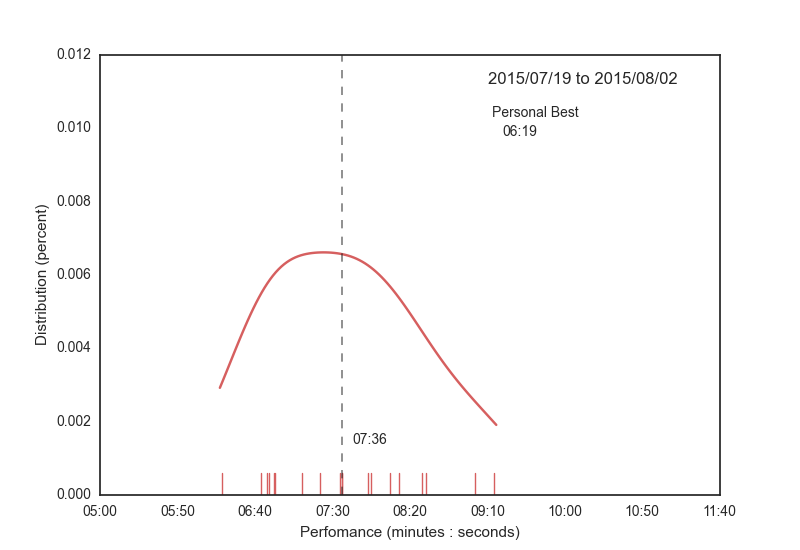 0.012
2015/07/19 to 2015/08/02
Personal Best
06:19
0.010
0.008
0.006
0.004
0.002
0.000
Distribution (percent)
07:36
05:00 05:50 06:40 07:30 08:20 09:10 10:00 10:50 11:40
Perfomance (minutes : seconds)